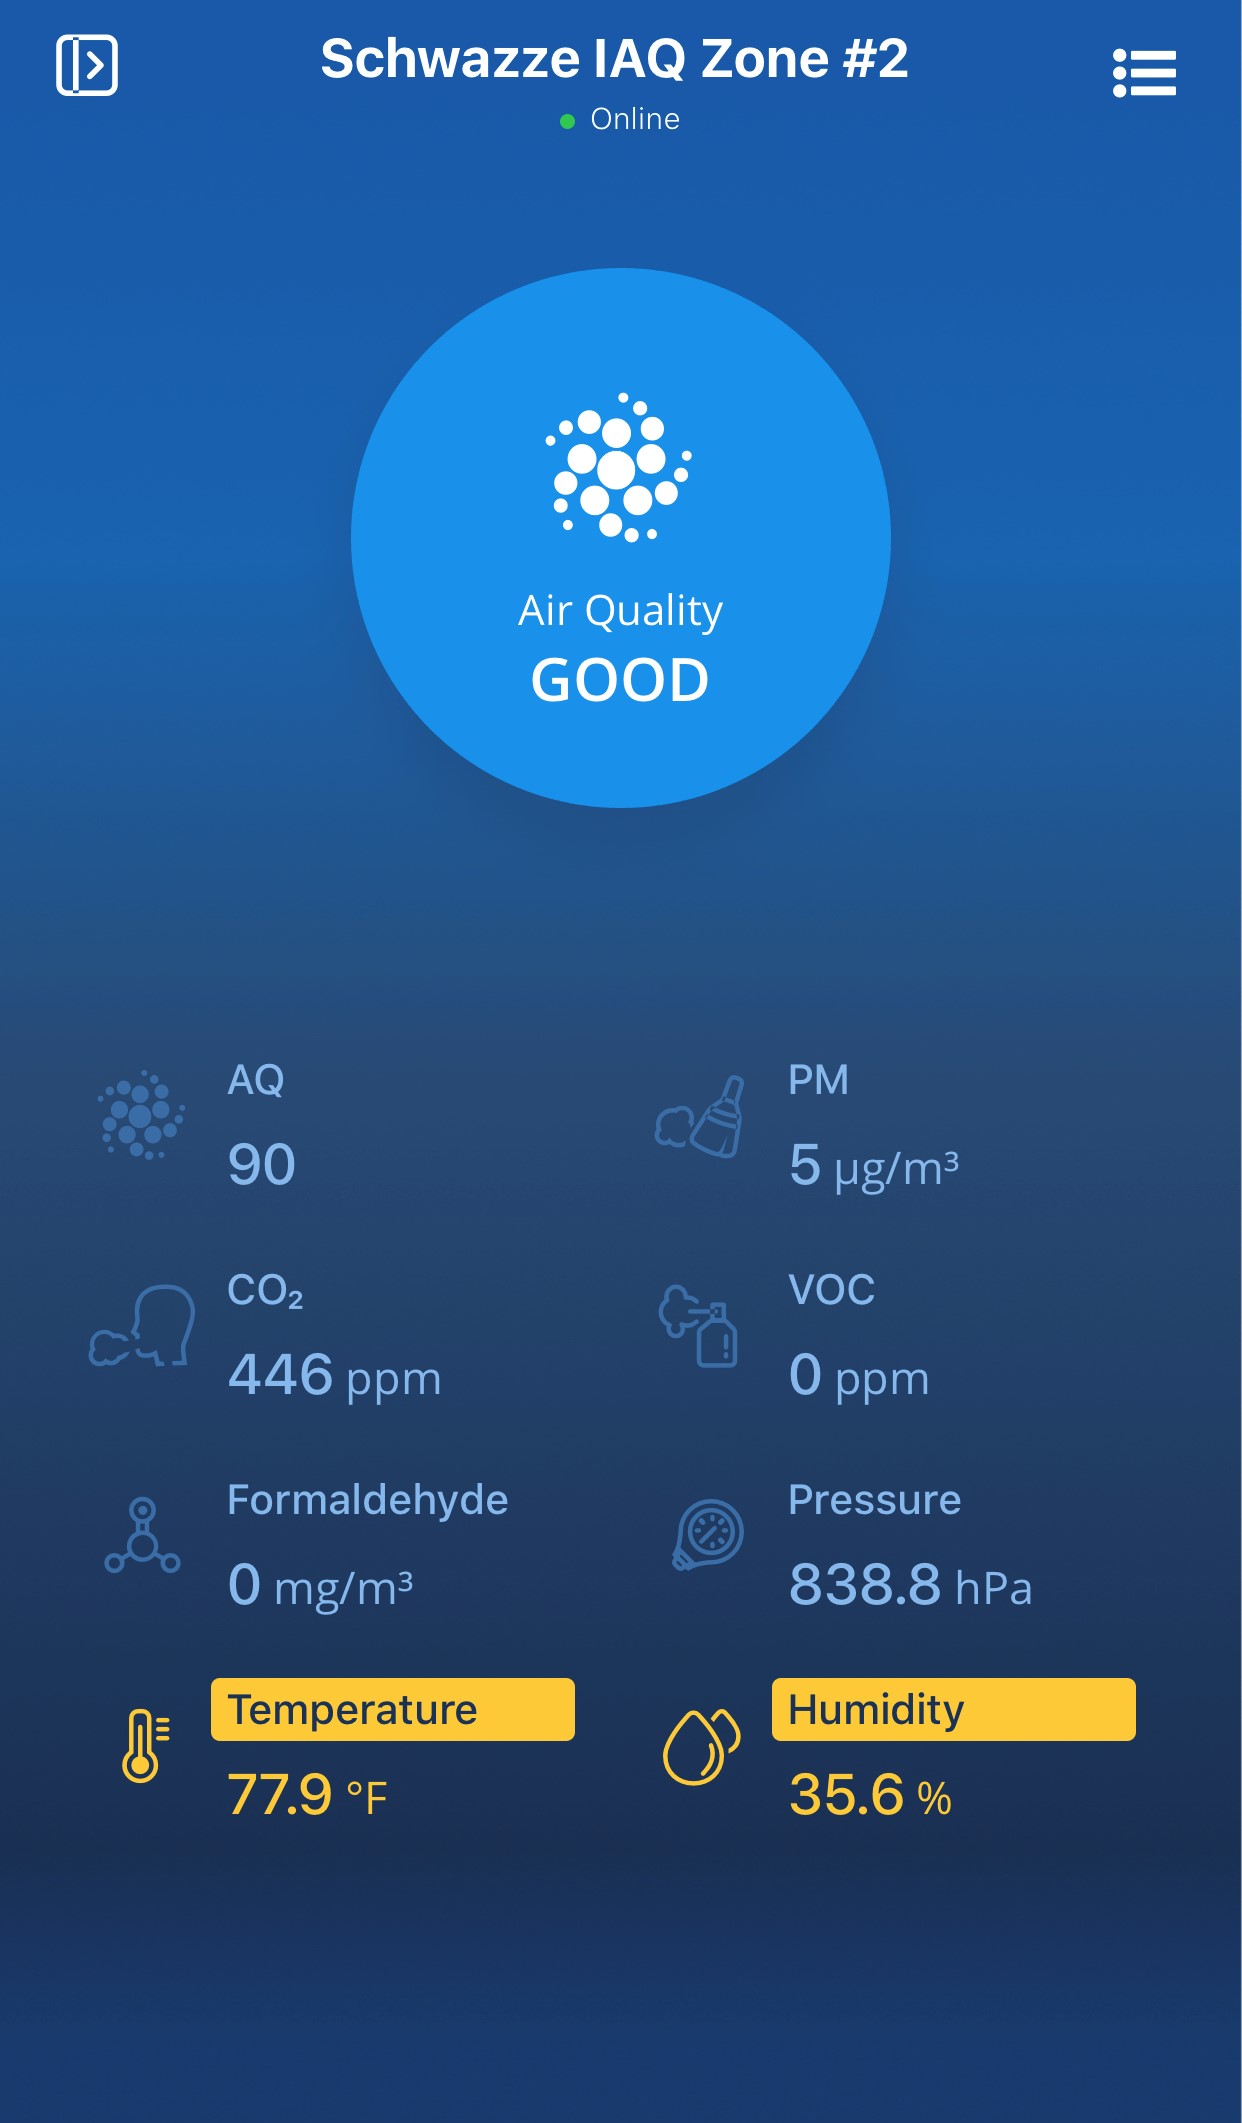 Schwazze IAQ Zone #2
Online
Air Quality
GOOD
AQ
90
PM
5 µg/m³
CO₂
446 ppm
VOC
0 ppm
Formaldehyde
0 mg/m³
Pressure
838.8 hPa
Temperature
77.9 °F
Humidity
35.6 %